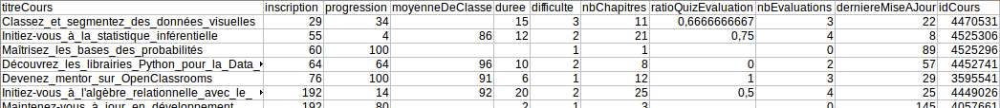 titreCours inscription progression moyenneDeClasse duree difficulte nbChapitres ratioQuizEvaluation nbEvaluations derniereMiseAJour idCours
Classez_et_segmentez_des_données_visuelles 29 34 15 3 11 0,6666666667 3 22 4470531
Initiez-vous_à_la_statistique_inférentielle 55 4 86 12 2 21 0,75 4 8 4525306
Maîtrisez_les_bases_des_probabilités 60 100 1 1 0 89 4525296
Découvrez_les_librairies_Python_pour_la_Data_ 64 64 96 10 2 8 0 2 57 4452741
Devenez_mentor_sur_OpenClassrooms 76 100 91 6 1 12 1 3 29 3595541
Initiez-vous_à_l'algèbre_relationnelle_avec_le_ 192 14 92 20 2 25 0,5 4 25 4449026
Maintenez-vous_à_jour_en_développement 192 80 2 1 3 0 145 4057661